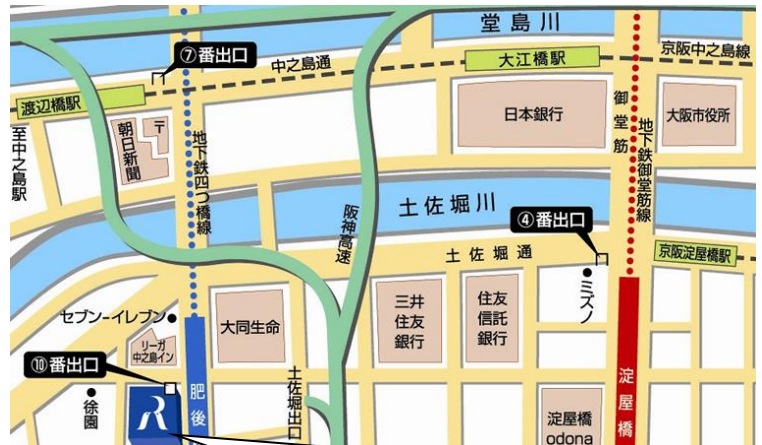 堂島川
⑦番出口
中之島通
大江橋駅
京阪中之島線
渡辺橋駅
至中之島駅
朝日新聞
〒
地下鉄四つ橋線
日本銀行
御堂筋
地下鉄御堂筋線
大阪市役所
土佐堀川
阪神高速
④番出口
土佐堀通
京阪淀屋橋駅
ミズノ
セブン-イレブン
大同生命
三井
住友
銀行
住友
信託
銀行
リーガ
中之島イン
⑩番出口
徐園
肥後
土佐堀出口
淀屋橋
淀屋橋
odona
R